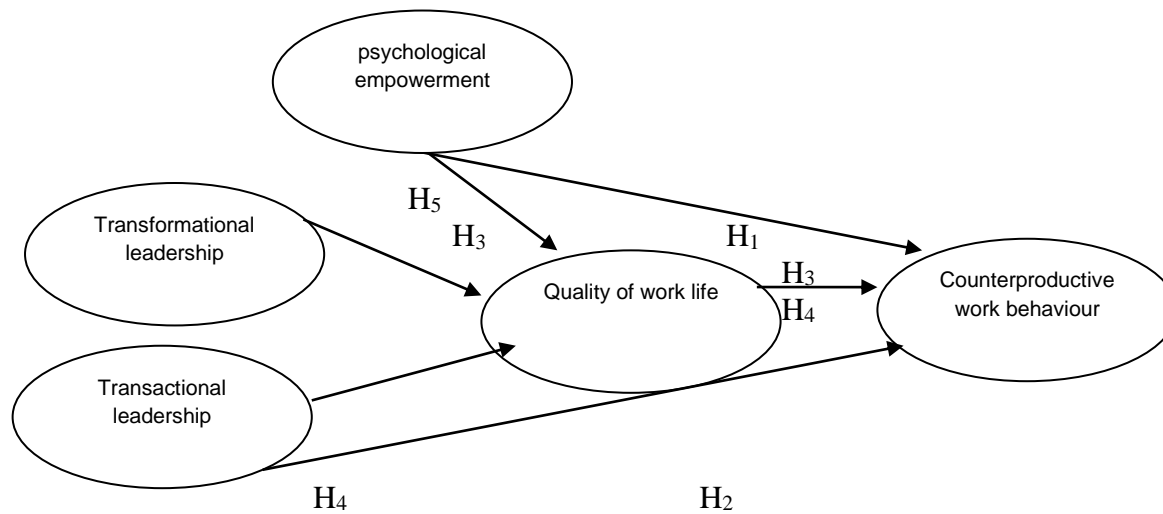 psychological
empowerment
H5
Transformational
leadership
H3
H1
H3
Quality of work life
Counterproductive
work behaviour
H4
Transactional
leadership
H4
H2